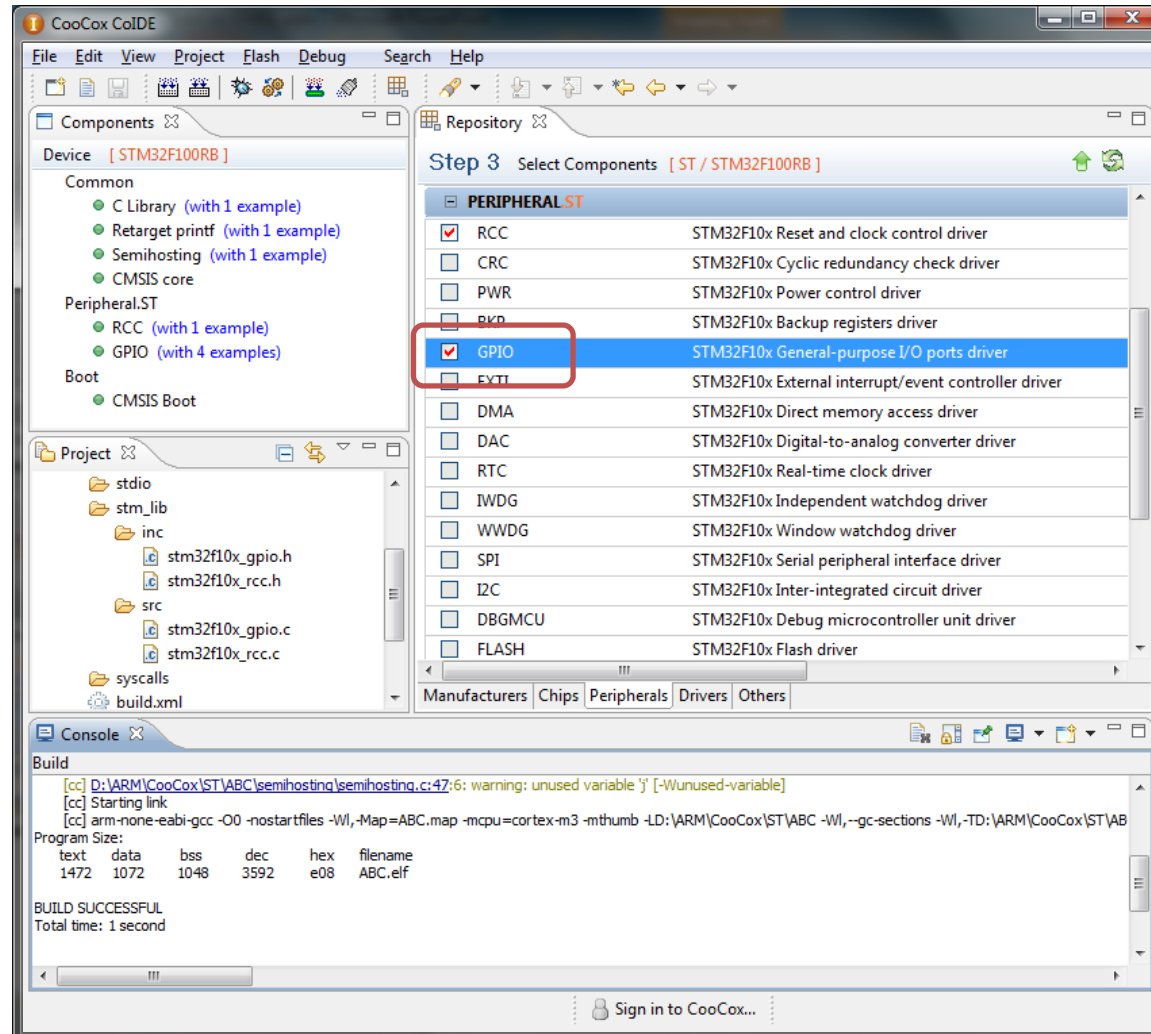 CooCox CoIDE
File Edit View Project Flash Debug Search Help
Components
Device [ STM32F100RB ]
Common
C Library (with 1 example)
Retarget printf (with 1 example)
Semihosting (with 1 example)
CMSIS core
Peripheral.ST
RCC (with 1 example)
GPIO (with 4 examples)
Boot
CMSIS Boot
Project
stdio
stm_lib
inc
stm32f10x_gpio.h
stm32f10x_rcc.h
src
stm32f10x_gpio.c
stm32f10x_rcc.c
syscalls
build.xml
Repository
Step 3 Select Components [ ST / STM32F100RB ]
PERIPHERAL.ST
RCC STM32F10x Reset and clock control driver
CRC STM32F10x Cyclic redundancy check driver
PWR STM32F10x Power control driver
BKP STM32F10x Backup registers driver
GPIO STM32F10x General-purpose I/O ports driver
EXTI STM32F10x External interrupt/event controller driver
DMA STM32F10x Direct memory access driver
DAC STM32F10x Digital-to-analog converter driver
RTC STM32F10x Real-time clock driver
IWDG STM32F10x Independent watchdog driver
WWDG STM32F10x Window watchdog driver
SPI STM32F10x Serial peripheral interface driver
I2C STM32F10x Inter-integrated circuit driver
DBGMCU STM32F10x Debug microcontroller unit driver
FLASH STM32F10x Flash driver
Manufacturers Chips Peripherals Drivers Others
Console
Build
[cc] D:\ARM\CooCox\ST\ABC\semihosting\semihosting.c:47:6: warning: unused variable 'j' [-Wunused-variable]
[cc] Starting link
[cc] arm-none-eabi-gcc -O0 -nostartfiles -Wl,-Map=ABC.map -mcpu=cortex-m3 -mthumb -LD:\ARM\CooCox\ST\ABC -Wl,--gc-sections -Wl,-TD:\ARM\CooCox\ST\AB
Program Size:
text data bss dec hex filename
1472 1072 1048 3592 e08 ABC.elf
BUILD SUCCESSFUL
Total time: 1 second
Sign in to CooCox...